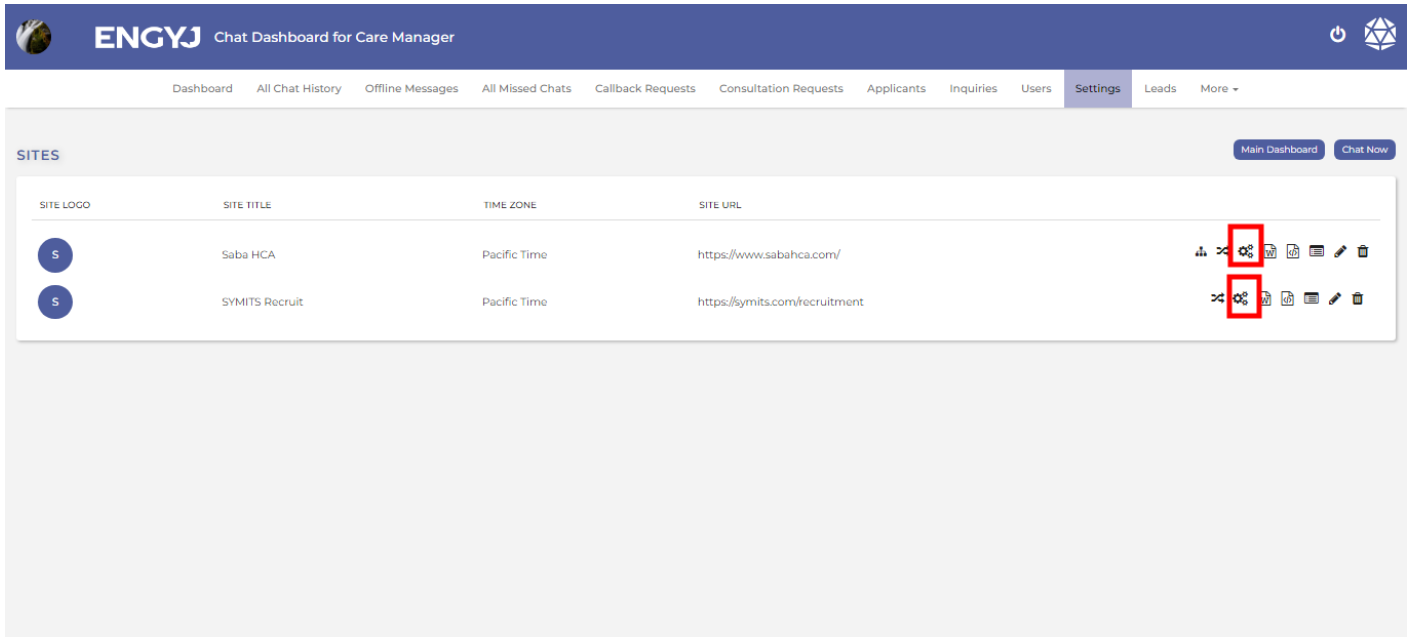 ENGYJ Chat Dashboard for Care Manager
Dashboard All Chat History Offline Messages All Missed Chats Callback Requests Consultation Requests Applicants Inquiries Users Settings Leads More
SITES Main Dashboard Chat Now
SITE LOGO SITE TITLE TIME ZONE SITE URL
S Saba HCA Pacific Time https://www.sabahca.com/
S SYMITS Recruit Pacific Time https://symits.com/recruitment